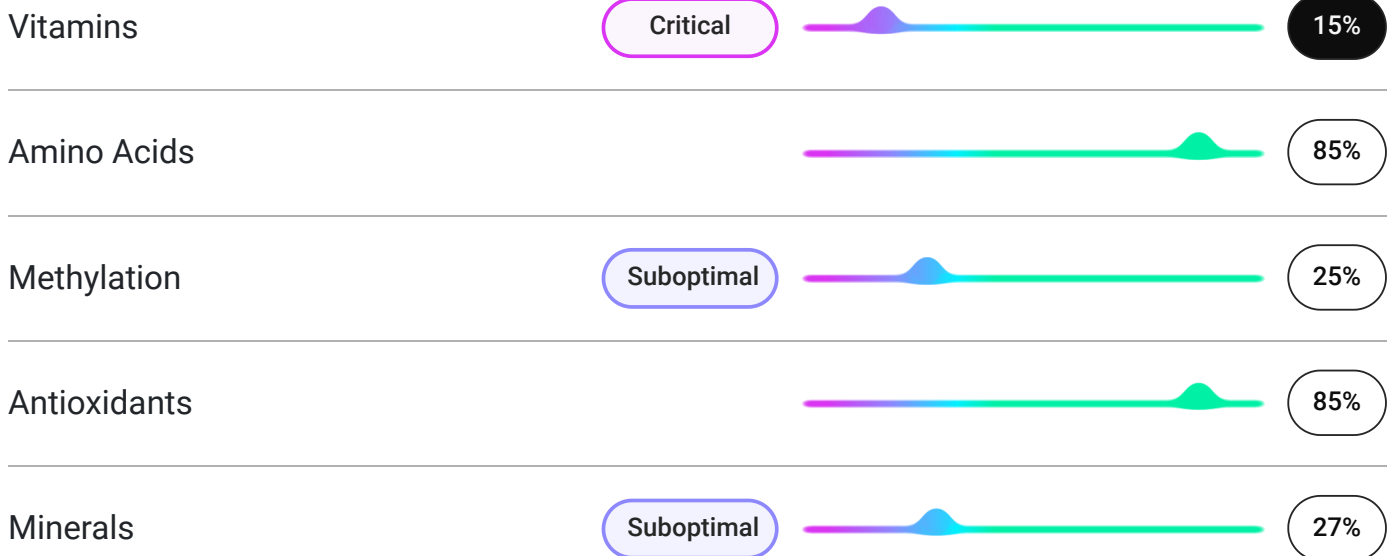 Vitamins Critical 15%
Amino Acids 85%
Methylation Suboptimal 25%
Antioxidants 85%
Minerals Suboptimal 27%